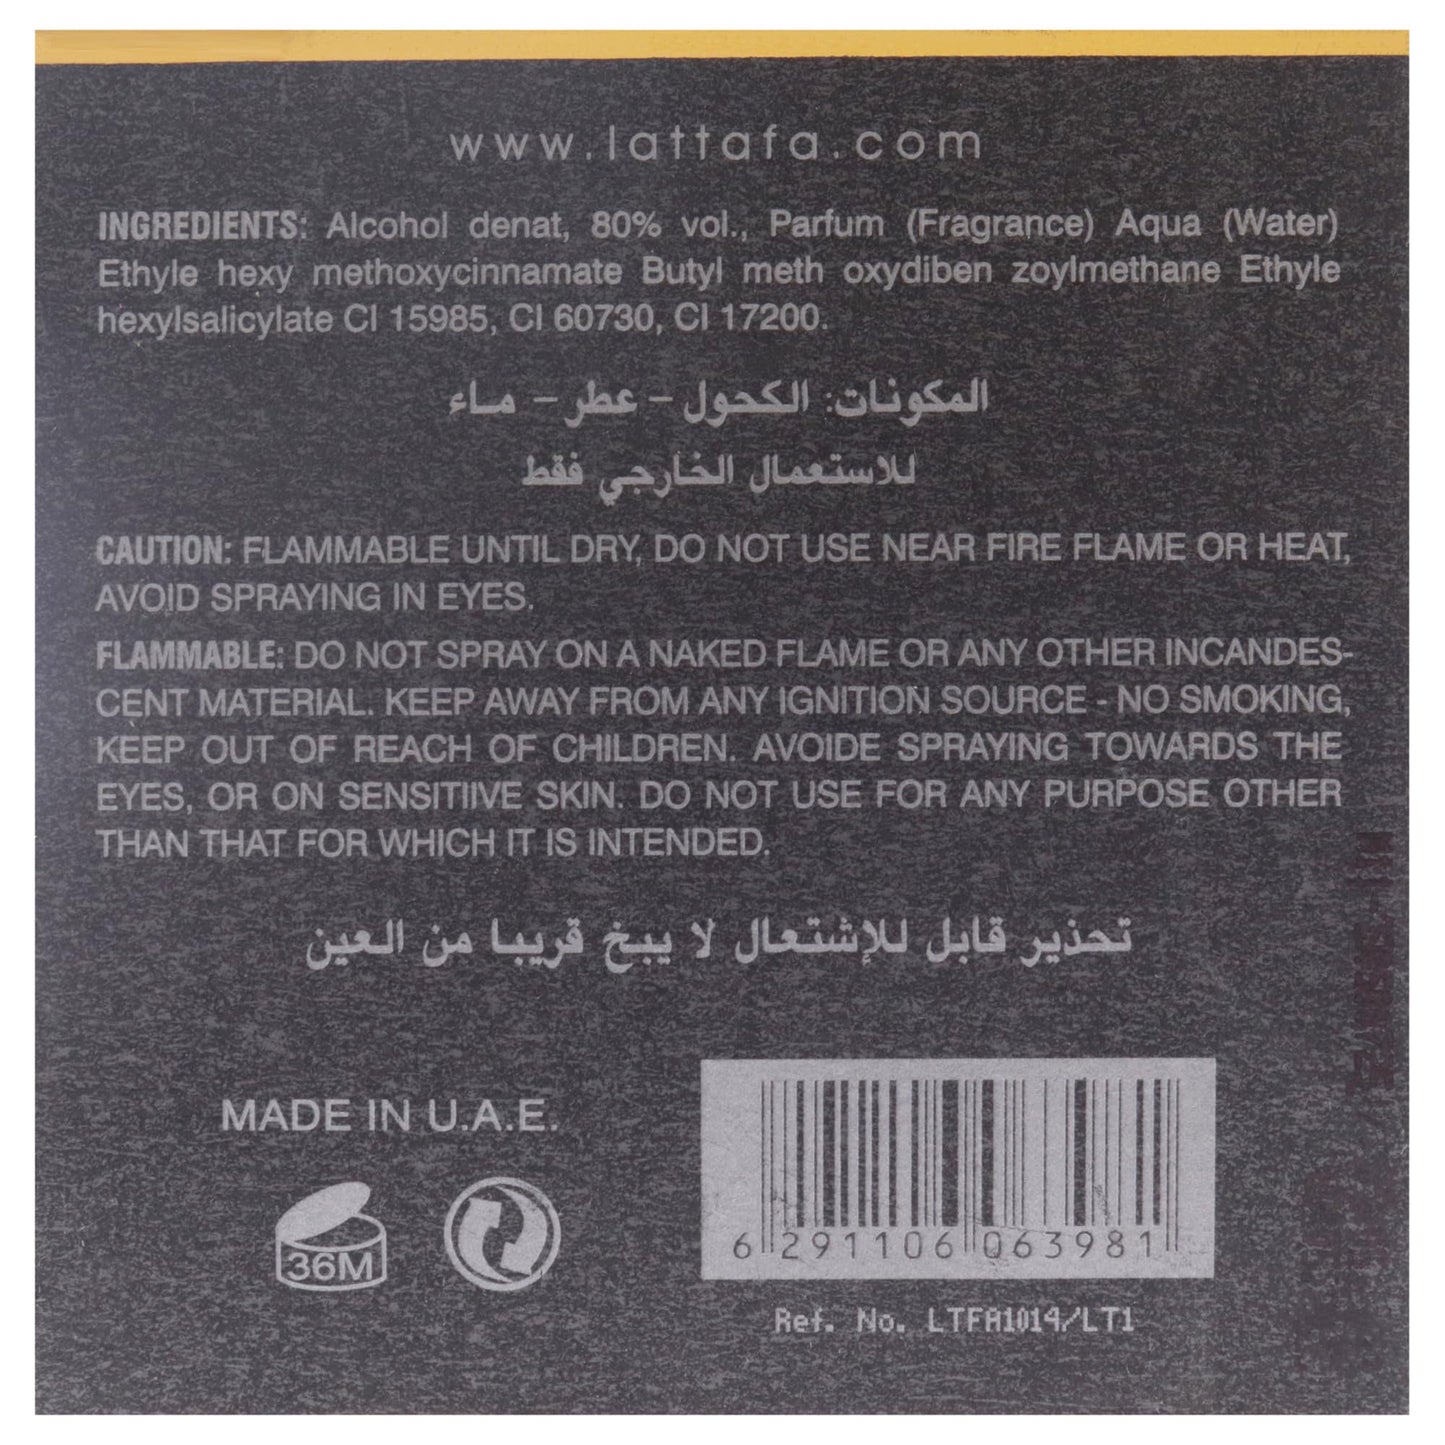 www.lattafa.com
INGREDIENTS: Alcohol denat, 80% vol., Parfum (Fragrance) Aqua (Water)
Ethyle hexy methoxycinnamate Butyl meth oxydiben zoylmethane Ethyle
hexylsalicylate CI 15985, CI 60730, CI 17200.
المكونات: الكحول - عطر - ماء
للاستعمال الخارجي فقط
CAUTION: FLAMMABLE UNTIL DRY, DO NOT USE NEAR FIRE FLAME OR HEAT,
AVOID SPRAYING IN EYES.
FLAMMABLE: DO NOT SPRAY ON A NAKED FLAME OR ANY OTHER INCANDES-
CENT MATERIAL. KEEP AWAY FROM ANY IGNITION SOURCE - NO SMOKING,
KEEP OUT OF REACH OF CHILDREN. AVOIDE SPRAYING TOWARDS THE
EYES, OR ON SENSITIIVE SKIN. DO NOT USE FOR ANY PURPOSE OTHER
THAN THAT FOR WHICH IT IS INTENDED.
تحذير قابل للإشتعال لا يبخ قريبا من العين
MADE IN U.A.E.
36M
6 291106 063981
Ref. No. LTFA1014/LT1